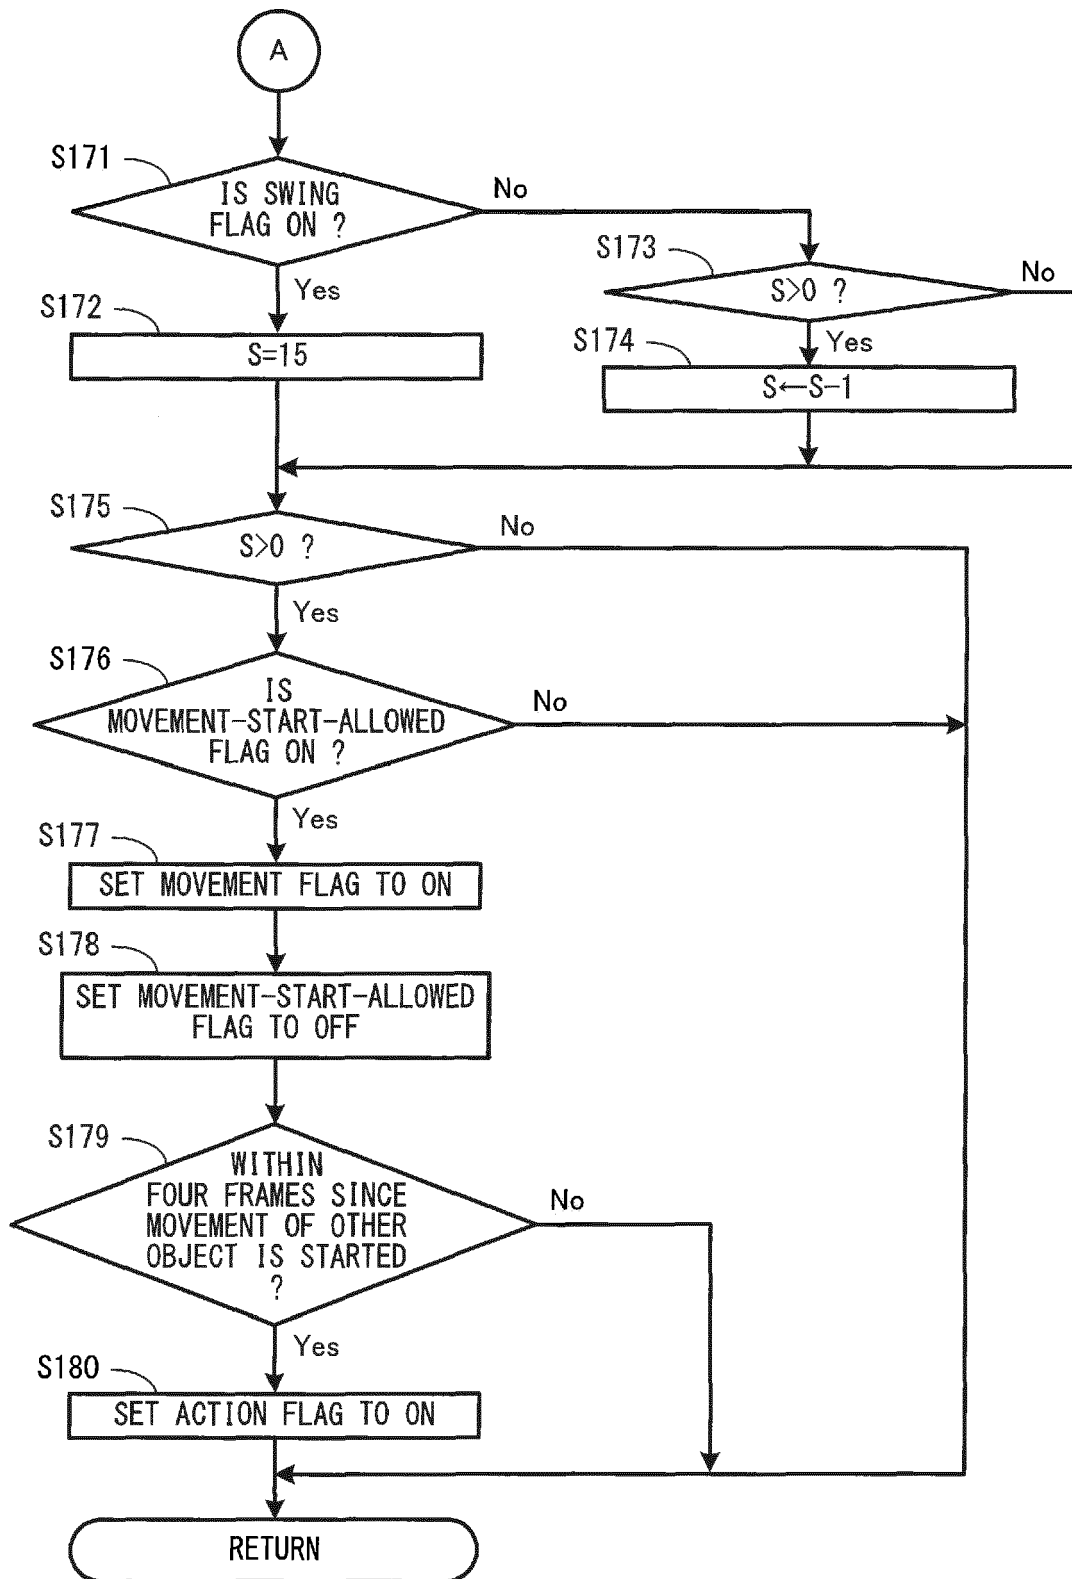 A
S171
IS SWING
FLAG ON ?
No
Yes
S173
S>0 ?
No
Yes
S172
S=15
S174
S←S-1
S175
S>0 ?
No
Yes
S176
IS
MOVEMENT-START-ALLOWED
FLAG ON ?
No
Yes
S177
SET MOVEMENT FLAG TO ON
S178
SET MOVEMENT-START-ALLOWED
FLAG TO OFF
S179
WITHIN
FOUR FRAMES SINCE
MOVEMENT OF OTHER
OBJECT IS STARTED
?
No
Yes
S180
SET ACTION FLAG TO ON
RETURN